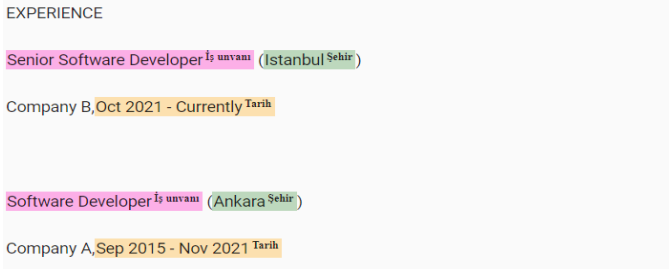 EXPERIENCE
Senior Software Developer İş unvanı (Istanbul Şehir)
Company B,Oct 2021 - Currently Tarih
Software Developer İş unvanı (Ankara Şehir)
Company A,Sep 2015 - Nov 2021 Tarih